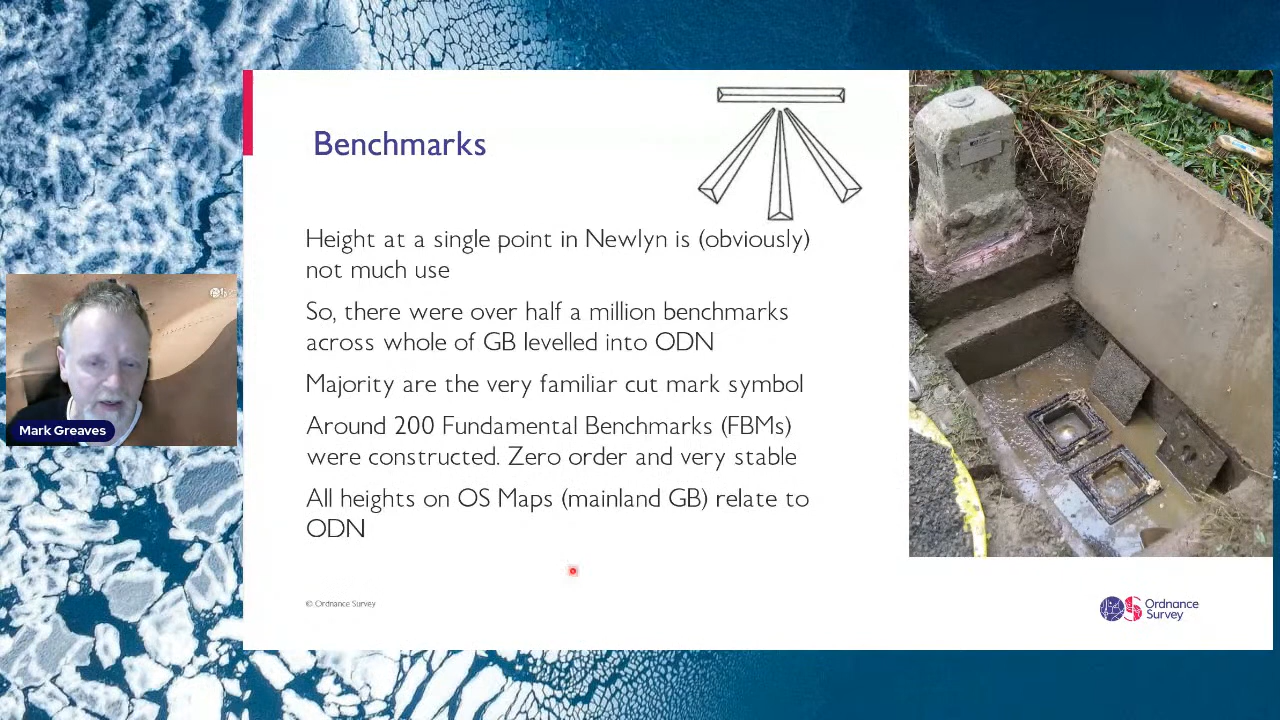 Benchmarks
Height at a single point in Newlyn is (obviously)
not much use
So, there were over half a million benchmarks
across whole of GB levelled into ODN
Majority are the very familiar cut mark symbol
Around 200 Fundamental Benchmarks (FBMs)
were constructed. Zero order and very stable
All heights on OS Maps (mainland GB) relate to
ODN
Mark Greaves
© Ordnance Survey
OS Ordnance
Survey